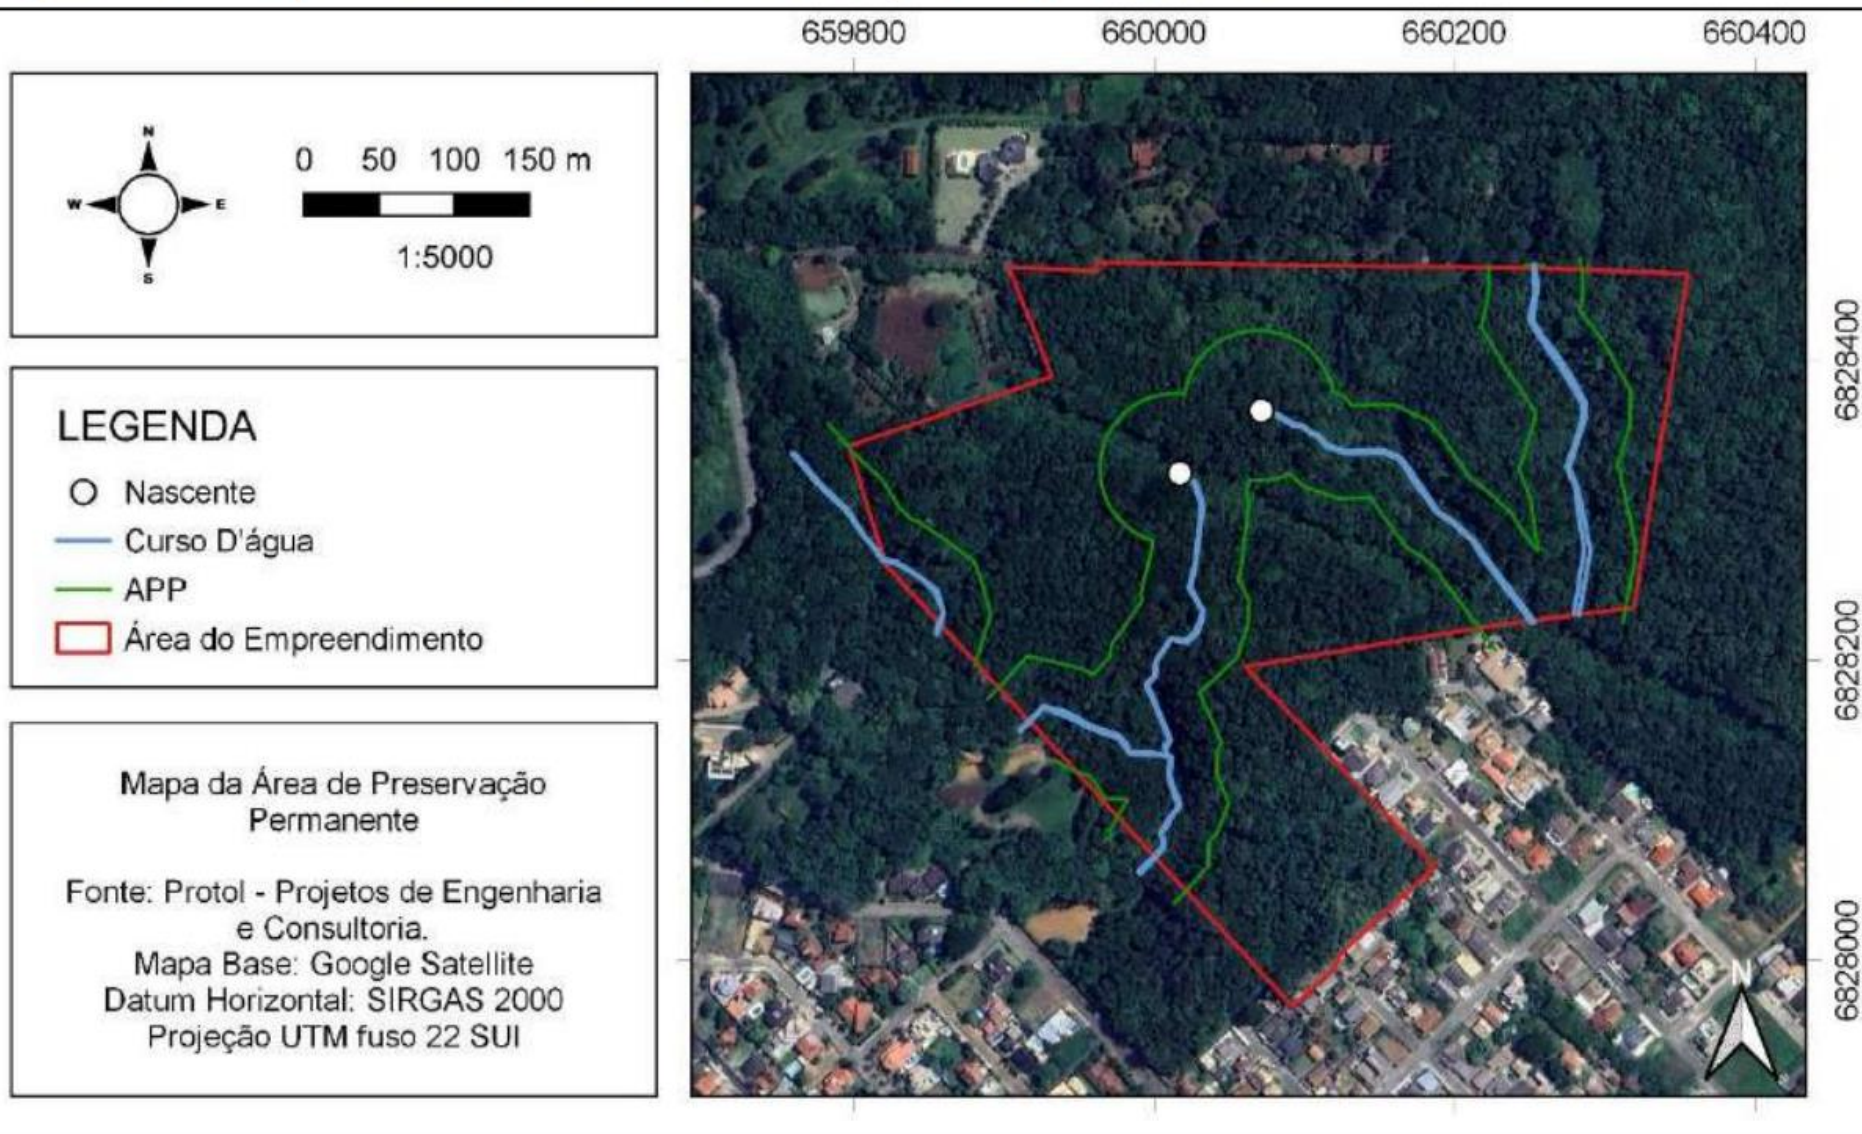 659800 660000 660200 660400
N
W E
S
0 50 100 150 m
1:5000
LEGENDA
Nascente
Curso D'água
APP
Área do Empreendimento
Mapa da Área de Preservação
Permanente
Fonte: Protol - Projetos de Engenharia
e Consultoria.
Mapa Base: Google Satellite
Datum Horizontal: SIRGAS 2000
Projeção UTM fuso 22 SUl
6828400
6828200
6828000
N